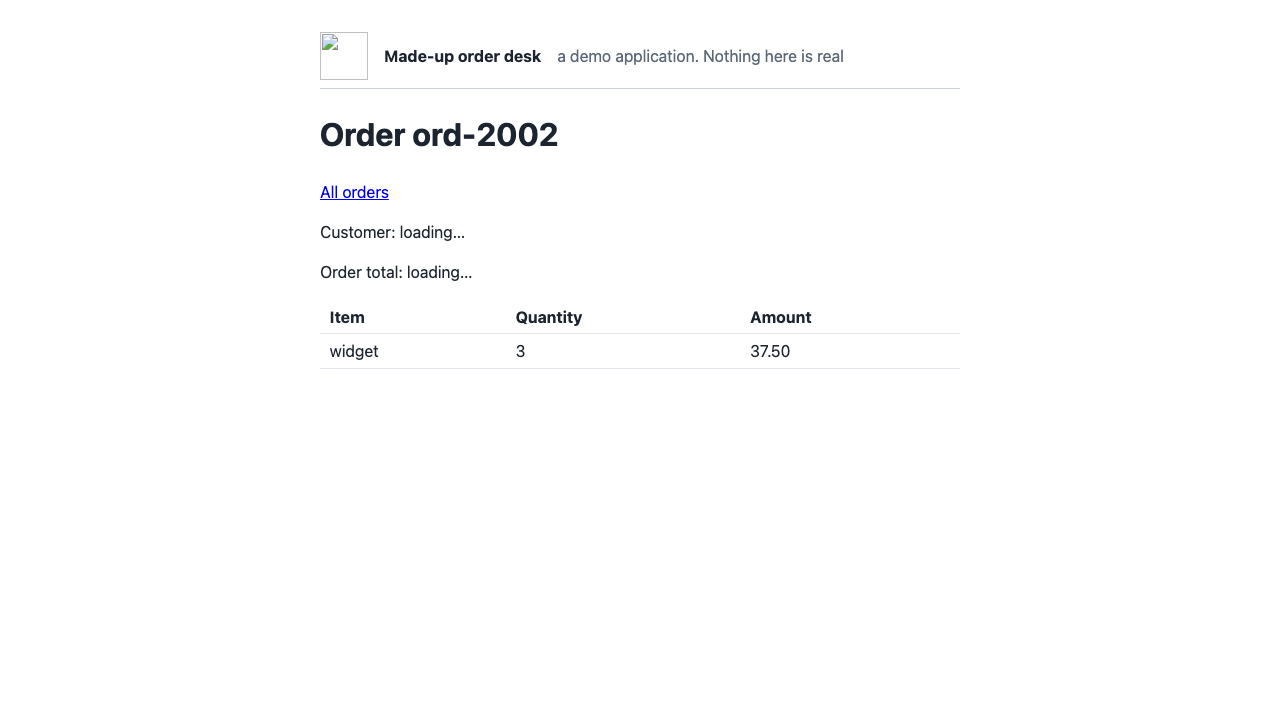 Made-up order desk a demo application. Nothing here is real
Order ord-2002
All orders
Customer: loading...
Order total: loading...
Item Quantity Amount
widget 3 37.50